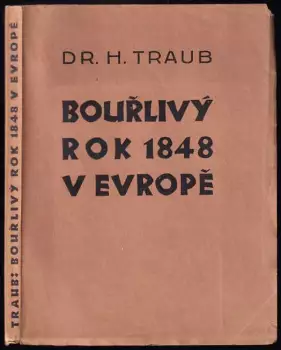 TRAUB: BOUŘLIVÝ ROK 1848 V EVROPĚ
DR. H. TRAUB
BOUŘLIVÝ
ROK 1848
V EVROPĚ